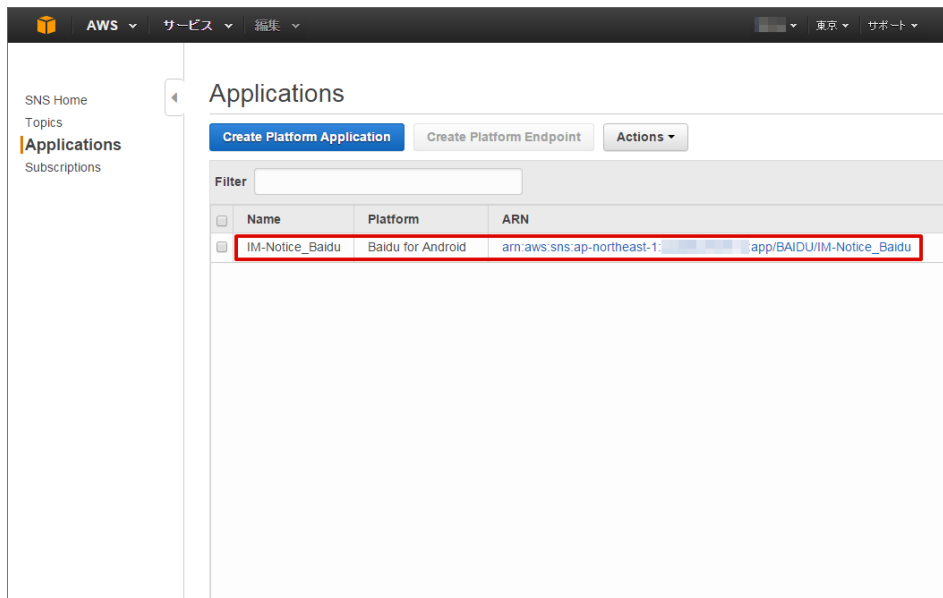 AWS サービス 編集 東京 サポート
SNS Home
Topics
Applications
Subscriptions
Applications
Create Platform Application Create Platform Endpoint Actions
Filter
Name Platform ARN
IM-Notice_Baidu Baidu for Android arn:aws:sns:ap-northeast-1: :app/BAIDU/IM-Notice_Baidu